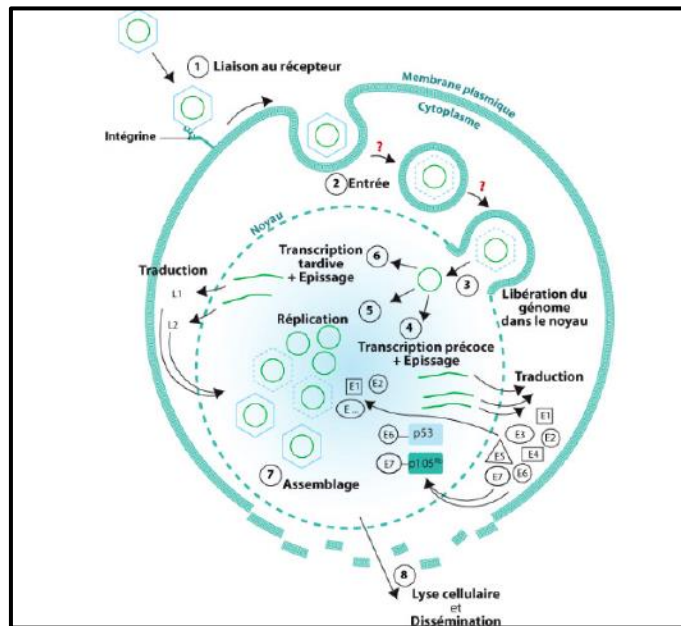 1 Liaison au récepteur
Membrane plasmique
Cytoplasme
Intégrine
?
2 Entrée
?
Noyau
Transcription
tardive
+ Epissage
6
3
Traduction
L1
5
4
Libération du
génome
dans le noyau
L2
Réplication
Transcription précoce
+ Epissage
Traduction
E1
E2
E ...
E1
E3
E2
E6
p53
E5
E4
E7
p105
E7
E6
7 Assemblage
8
Lyse cellulaire
et
Dissémination